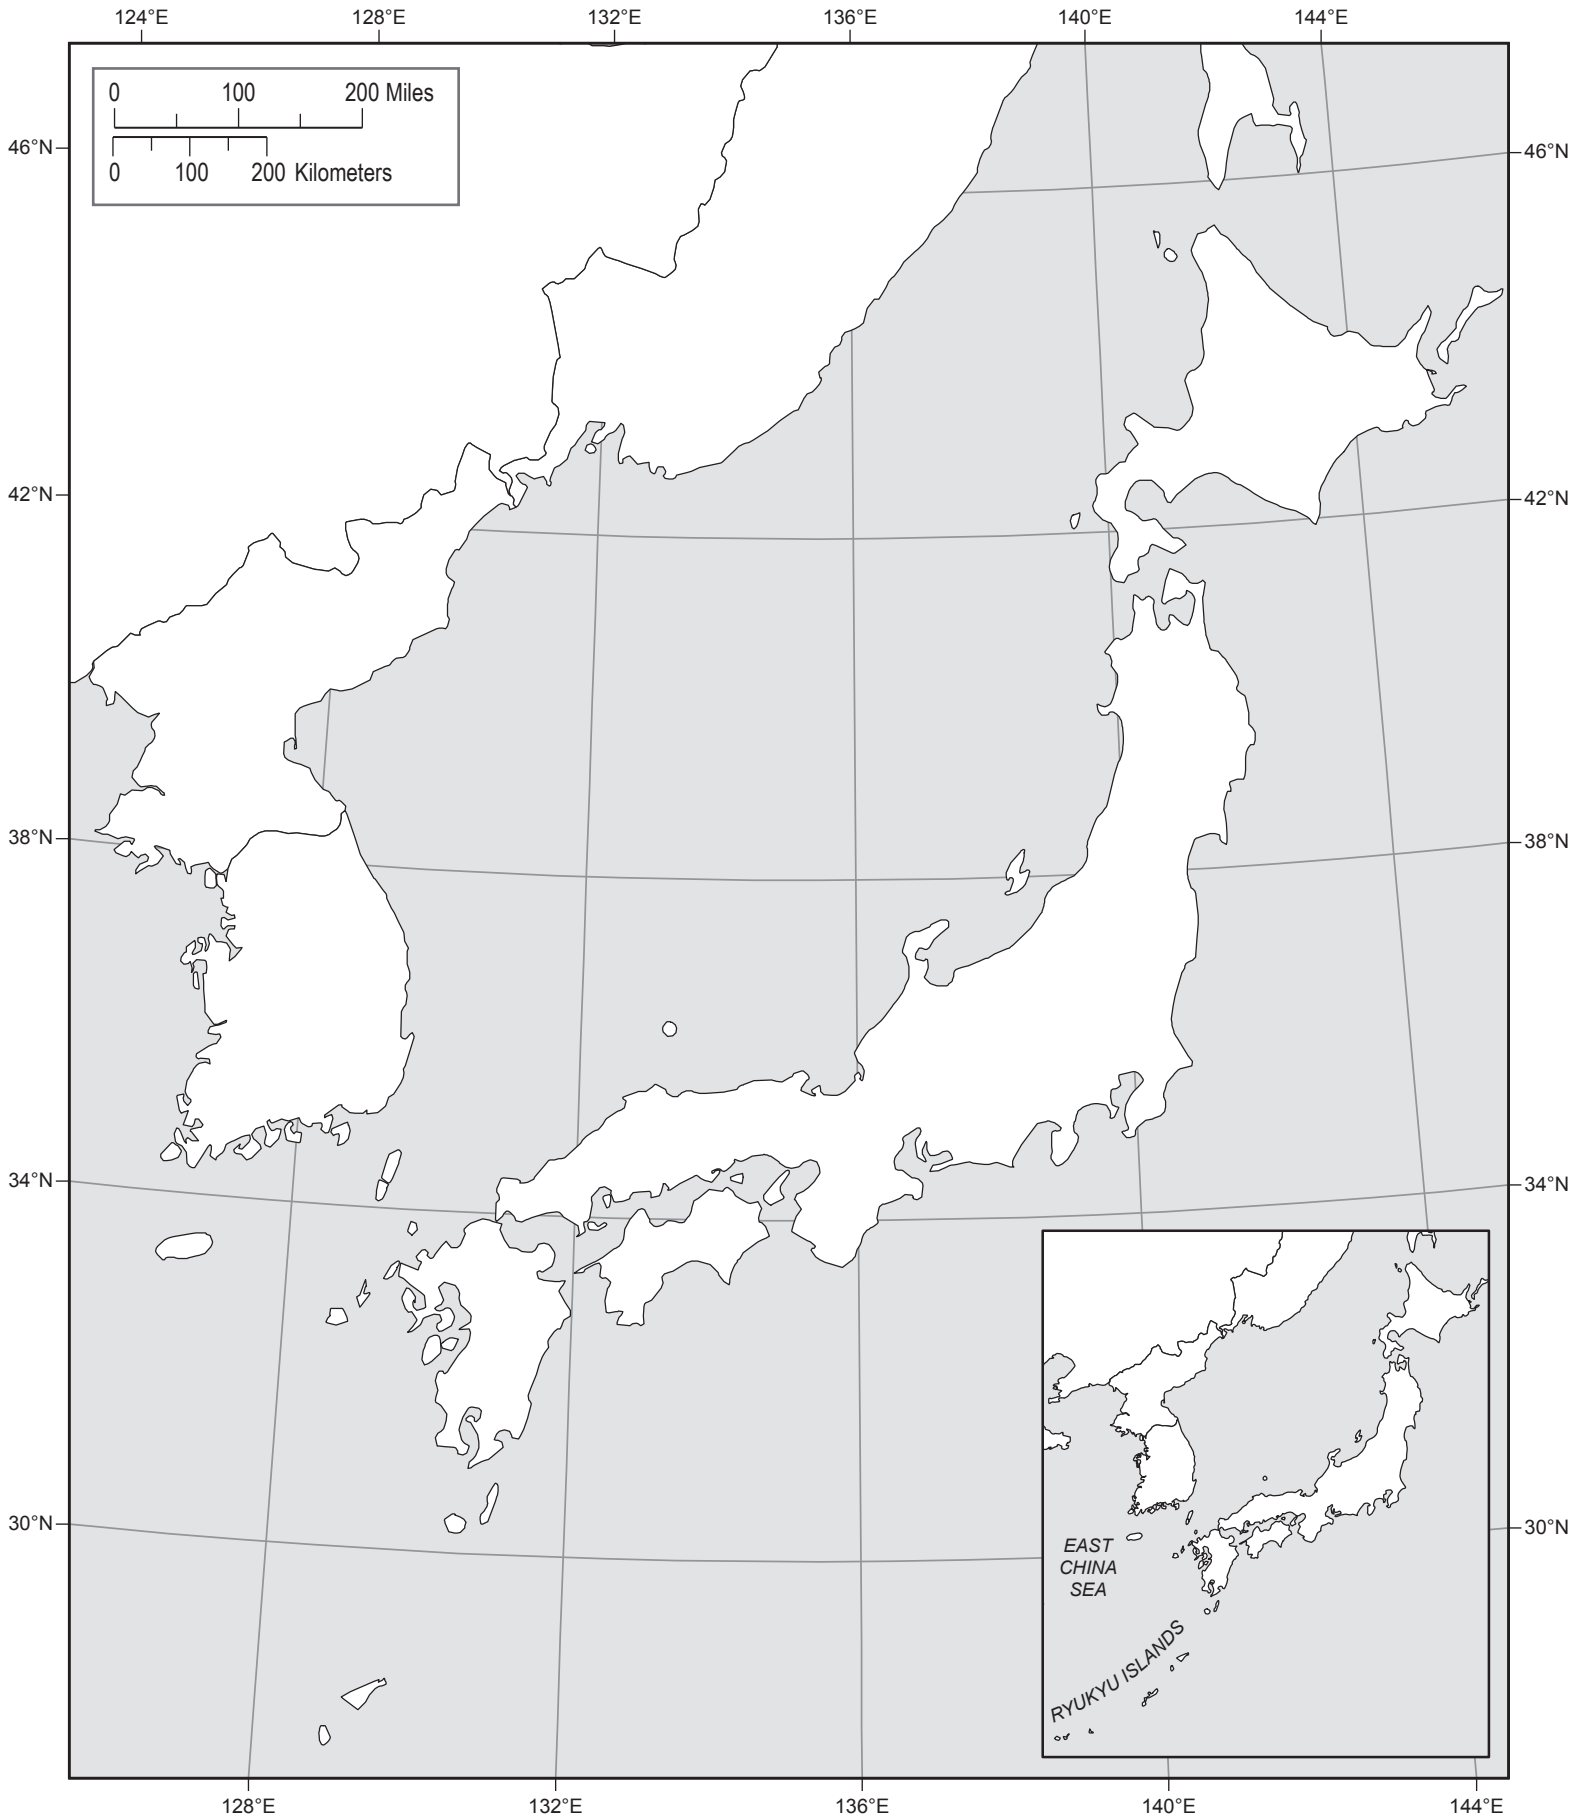 124°E 128°E 132°E 136°E 140°E 144°E
0 100 200 Miles
0 100 200 Kilometers
46°N 46°N
42°N 42°N
38°N 38°N
34°N 34°N
30°N 30°N
EAST
CHINA
SEA
RYUKYU ISLANDS
128°E 132°E 136°E 140°E 144°E